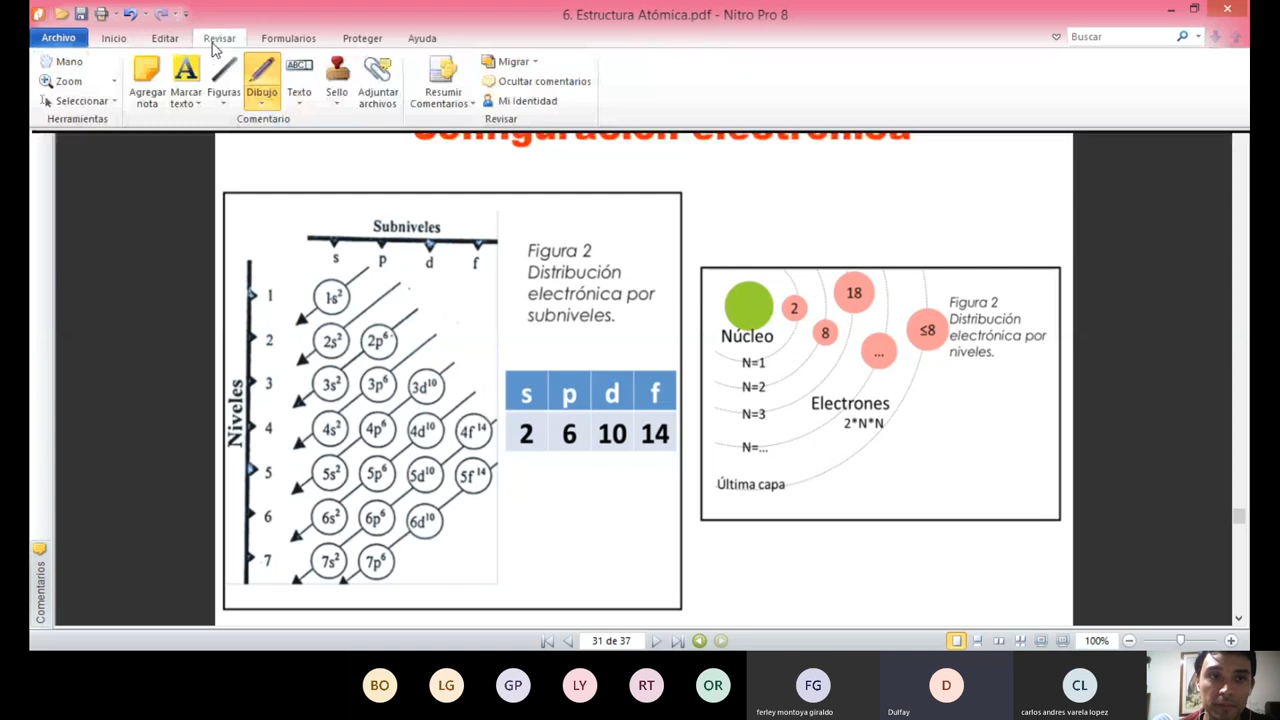 6. Estructura Atómica.pdf - Nitro Pro 8
Archivo Inicio Editar Revisar Formularios Proteger Ayuda
Buscar
Mano
Zoom
Seleccionar
Herramientas
Agregar nota
Marcar texto
Figuras
Dibujo
Texto
Sello
Adjuntar archivos
Comentario
Resumir Comentarios
Migrar
Ocultar comentarios
Mi identidad
Revisar
Configuración electrónica
Subniveles
s p d f
Niveles
1 1s²
2 2s² 2p⁶
3 3s² 3p⁶ 3d¹⁰
4 4s² 4p⁶ 4d¹⁰ 4f¹⁴
5 5s² 5p⁶ 5d¹⁰ 5f¹⁴
6 6s² 6p⁶ 6d¹⁰
7 7s² 7p⁶
Figura 2
Distribución
electrónica por
subniveles.
s p d f
2 6 10 14
Núcleo
2
8
18
...
≤8
N=1
N=2
N=3
N=...
Última capa
Electrones
2*N*N
Figura 2
Distribución
electrónica por
niveles.
Comentarios
31 de 37
100%
BO LG GP LY RT OR FG D CL
ferley montoya giraldo
Dulfay
carlos andres varela lopez